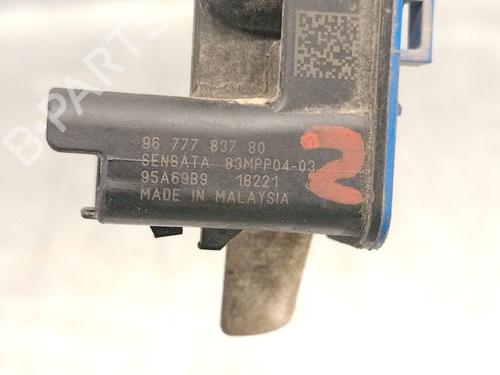 B-PARTS
96 777 837 80
SENSATA 83MPP04-03
95A69B9 18221
MADE IN MALAYSIA
2